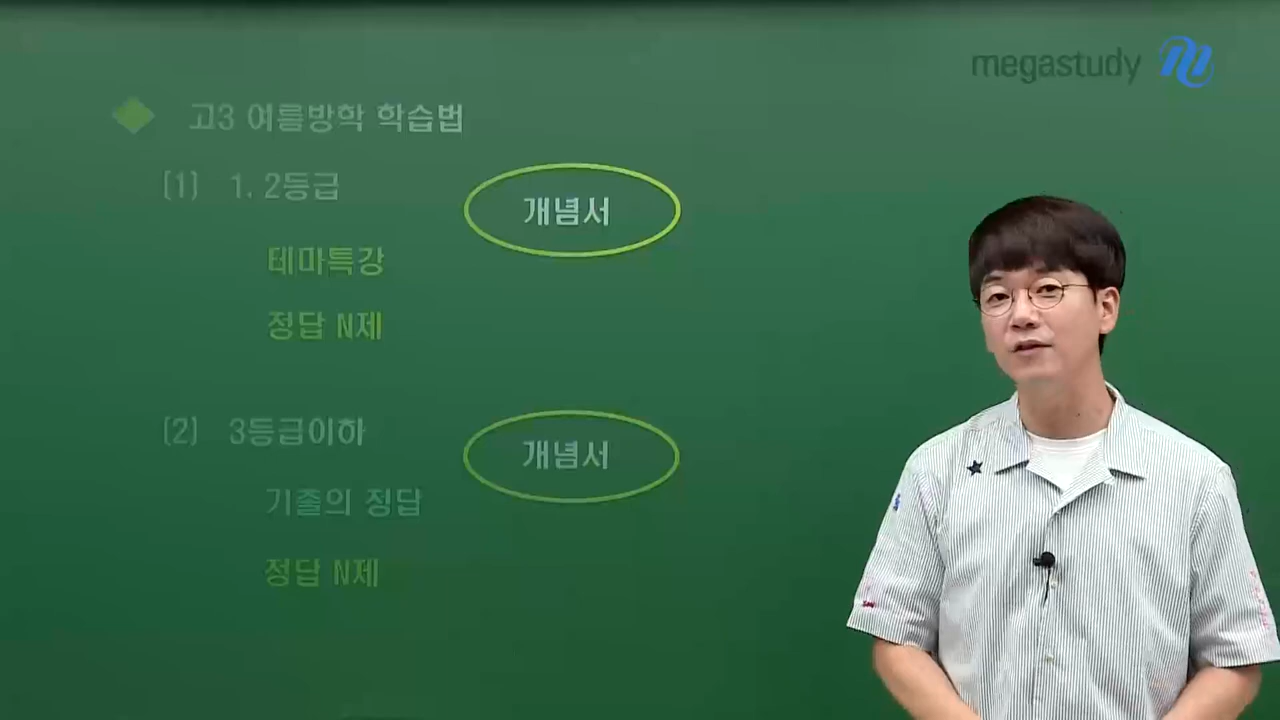 megastudy
고3 여름방학 학습법
(1) 1. 2등급
개념서
테마특강
정답 N제
(2) 3등급이하
개념서
기출의 정답
정답 N제